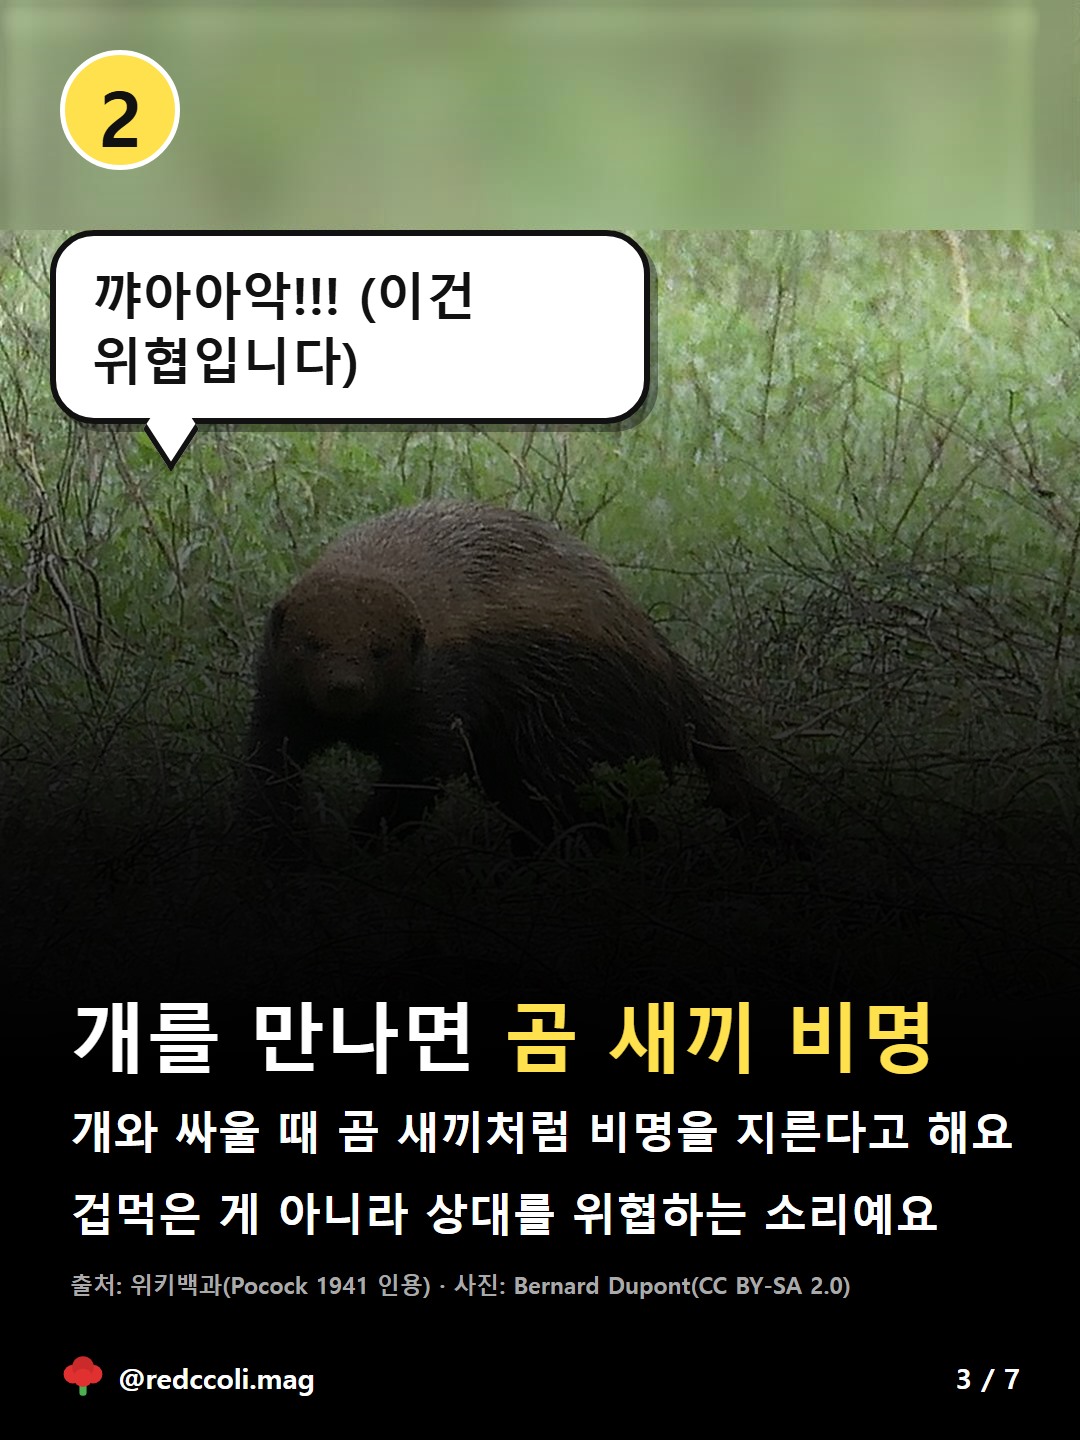 2
꺄아아악!!! (이건
위협입니다)
개를 만나면 곰 새끼 비명
개와 싸울 때 곰 새끼처럼 비명을 지른다고 해요
겁먹은 게 아니라 상대를 위협하는 소리예요
출처: 위키백과(Pocock 1941 인용) · 사진: Bernard Dupont(CC BY-SA 2.0)
@redccoli.mag
3 / 7